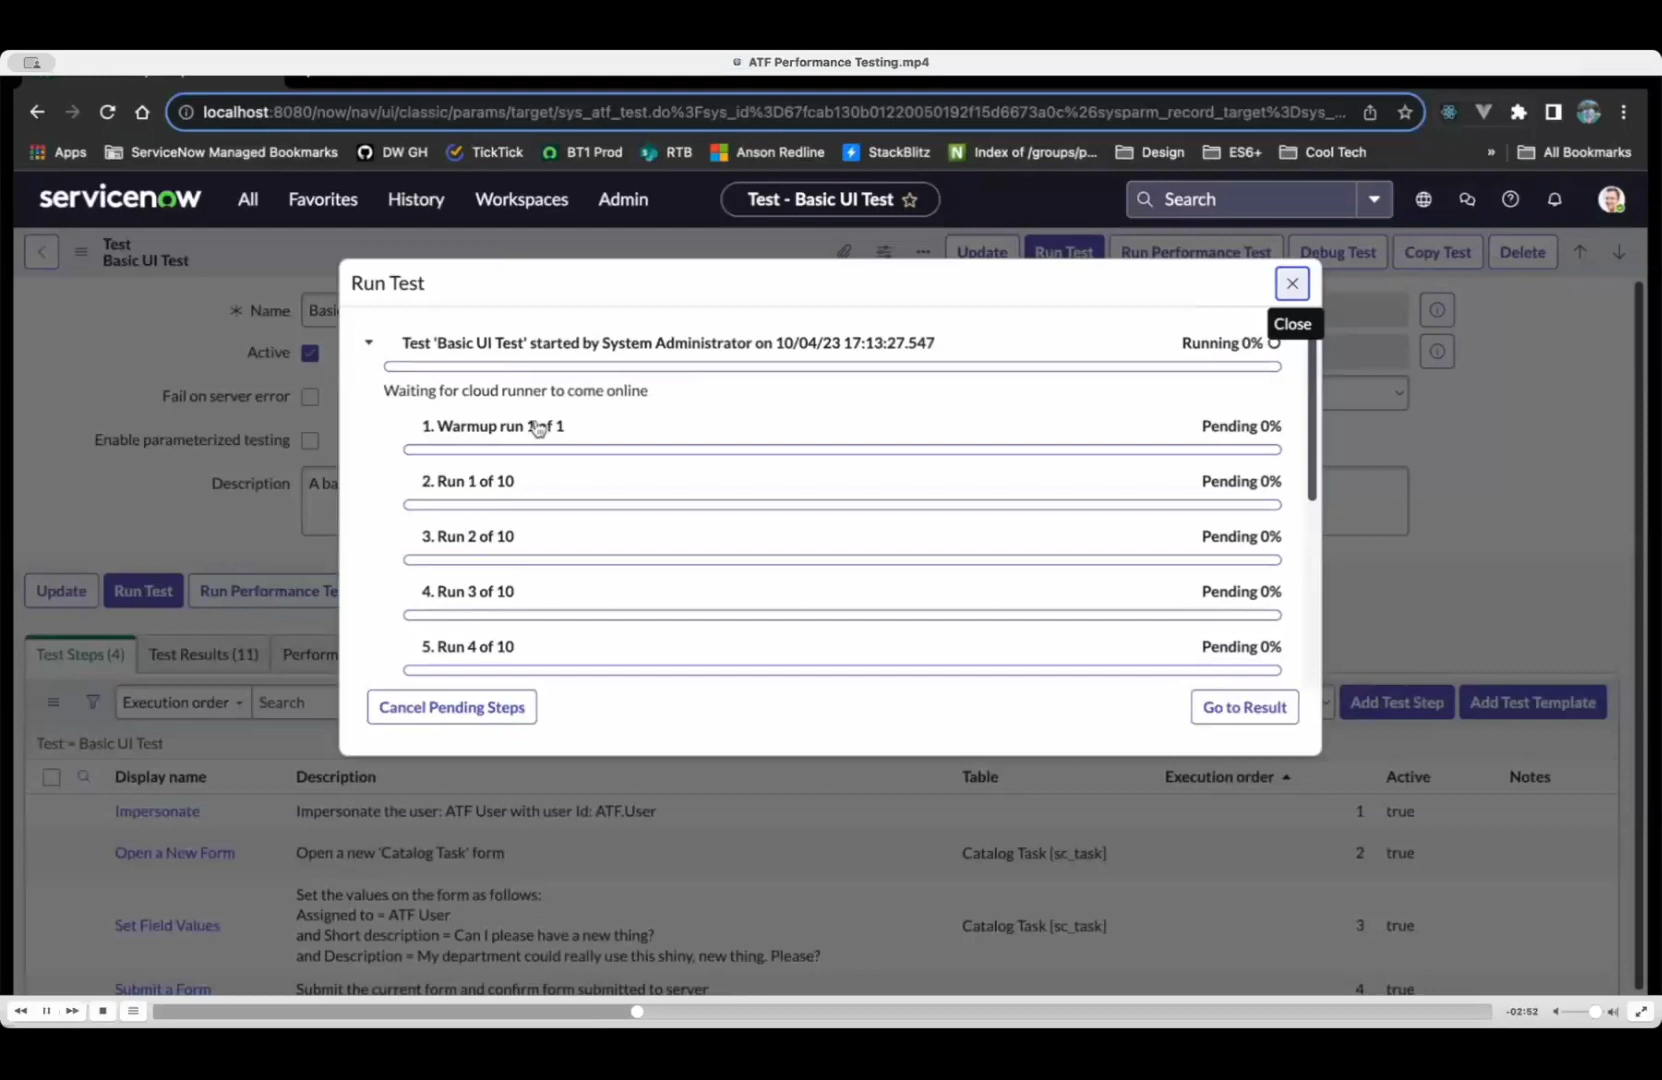 ATF Performance Testing.mp4
localhost:8080/now/nav/ui/classic/params/target/sys_atf_test.do%3Fsys_id%3D67fcab130b01220050192f15d6673a0c%26sysparm_record_target%3Dsys_...
Apps ServiceNow Managed Bookmarks DW GH TickTick BT1 Prod RTB Anson Redline StackBlitz Index of /groups/p... Design ES6+ Cool Tech » All Bookmarks
servicenow All Favorites History Workspaces Admin Test - Basic UI Test Search
Test
Basic UI Test
Update Run Test Run Performance Test Debug Test Copy Test Delete
Run Test
Name Basi
Close
Test 'Basic UI Test' started by System Administrator on 10/04/23 17:13:27.547 Running 0%
Active
Waiting for cloud runner to come online
Fail on server error
1. Warmup run 1 of 1 Pending 0%
Enable parameterized testing
2. Run 1 of 10 Pending 0%
Description A ba
3. Run 2 of 10 Pending 0%
4. Run 3 of 10 Pending 0%
Update Run Test Run Performance Te
5. Run 4 of 10 Pending 0%
Test Steps (4) Test Results (11) Perform
Cancel Pending Steps Go to Result
Execution order Search Add Test Step Add Test Template
Test = Basic UI Test
Display name Description Table Execution order Active Notes
Impersonate Impersonate the user: ATF User with user Id: ATF.User 1 true
Open a New Form Open a new 'Catalog Task' form Catalog Task [sc_task] 2 true
Set the values on the form as follows:
Assigned to = ATF User
Set Field Values and Short description = Can I please have a new thing? Catalog Task [sc_task] 3 true
and Description = My department could really use this shiny, new thing. Please?
Submit a Form Submit the current form and confirm form submitted to server 4 true
-02:52